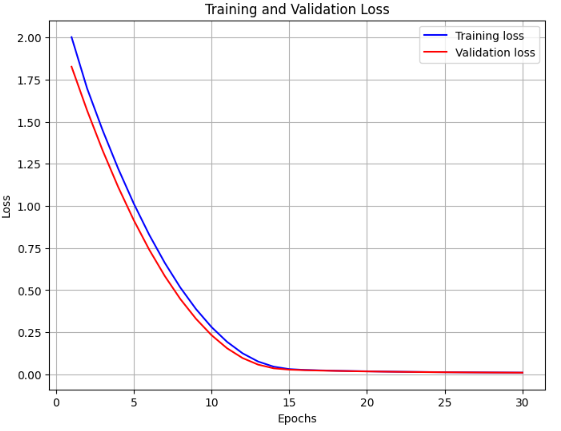 Training and Validation Loss
Training loss
Validation loss
2.00
1.75
1.50
1.25
1.00
0.75
0.50
0.25
0.00
Loss
0 5 10 15 20 25 30
Epochs